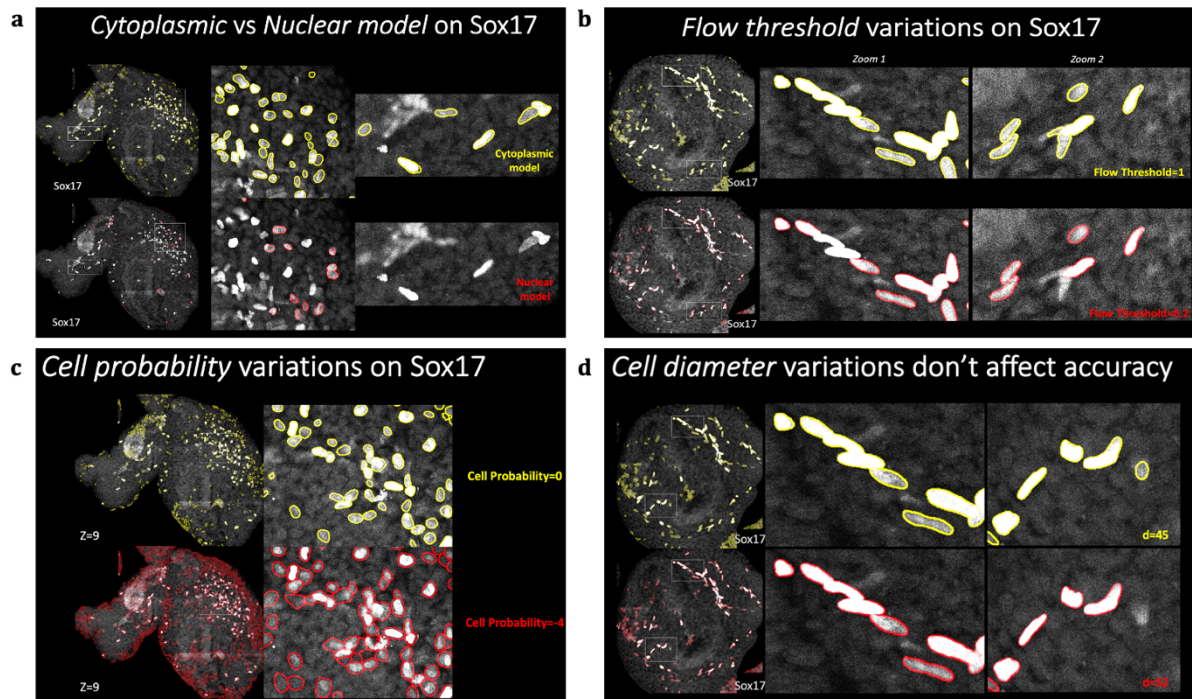 a
Cytoplasmic vs Nuclear model on Sox17
Cytoplasmic
model
Sox17
Nuclear
model
Sox17
b
Flow threshold variations on Sox17
Zoom 1
Zoom 2
Flow Threshold=1
Sox17
Flow Threshold=0.2
Sox17
c
Cell probability variations on Sox17
Cell Probability=0
Z=9
Cell Probability=-4
Z=9
d
Cell diameter variations don't affect accuracy
d=45
Sox17
d=52
Sox17